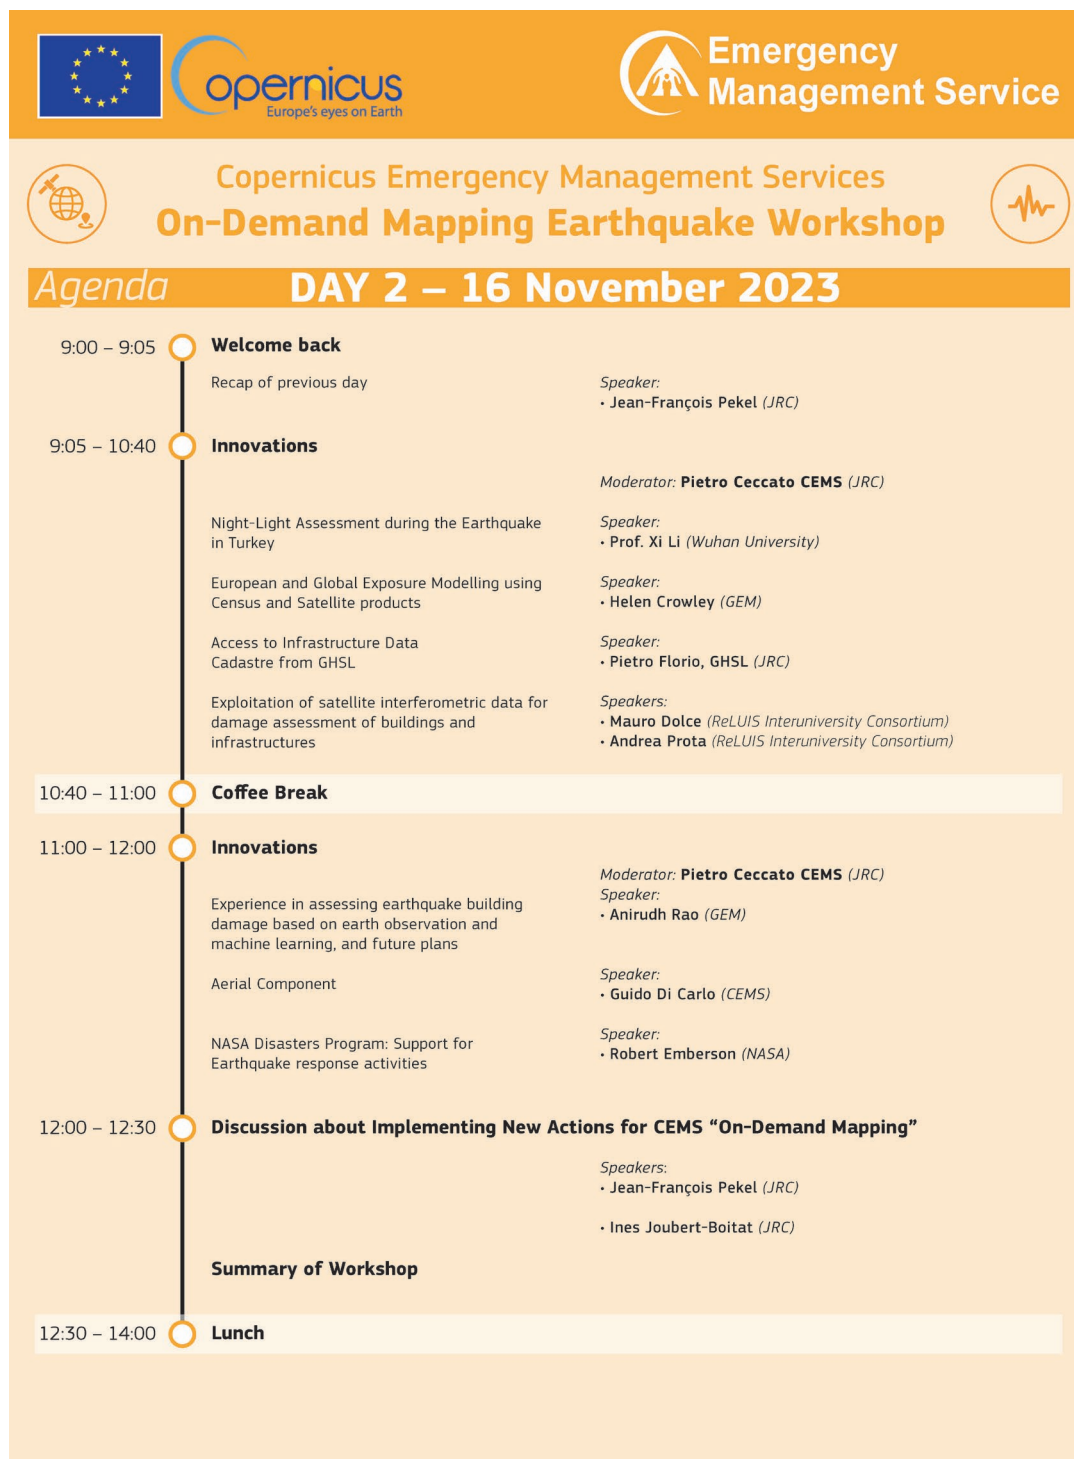 Copernicus
Europe's eyes on Earth
Emergency
Management Service
Copernicus Emergency Management Services
On-Demand Mapping Earthquake Workshop
Agenda DAY 2 – 16 November 2023
9:00 – 9:05 Welcome back
Recap of previous day
Speaker:
• Jean-François Pekel (JRC)
9:05 – 10:40 Innovations
Moderator: Pietro Ceccato CEMS (JRC)
Night-Light Assessment during the Earthquake
in Turkey
Speaker:
• Prof. Xi Li (Wuhan University)
European and Global Exposure Modelling using
Census and Satellite products
Speaker:
• Helen Crowley (GEM)
Access to Infrastructure Data
Cadastre from GHSL
Speaker:
• Pietro Florio, GHSL (JRC)
Exploitation of satellite interferometric data for
damage assessment of buildings and
infrastructures
Speakers:
• Mauro Dolce (ReLUIS Interuniversity Consortium)
• Andrea Prota (ReLUIS Interuniversity Consortium)
10:40 – 11:00 Coffee Break
11:00 – 12:00 Innovations
Moderator: Pietro Ceccato CEMS (JRC)
Experience in assessing earthquake building
damage based on earth observation and
machine learning, and future plans
Speaker:
• Anirudh Rao (GEM)
Aerial Component
Speaker:
• Guido Di Carlo (CEMS)
NASA Disasters Program: Support for
Earthquake response activities
Speaker:
• Robert Emberson (NASA)
12:00 – 12:30 Discussion about Implementing New Actions for CEMS “On-Demand Mapping”
Speakers:
• Jean-François Pekel (JRC)
• Ines Joubert-Boitat (JRC)
Summary of Workshop
12:30 – 14:00 Lunch